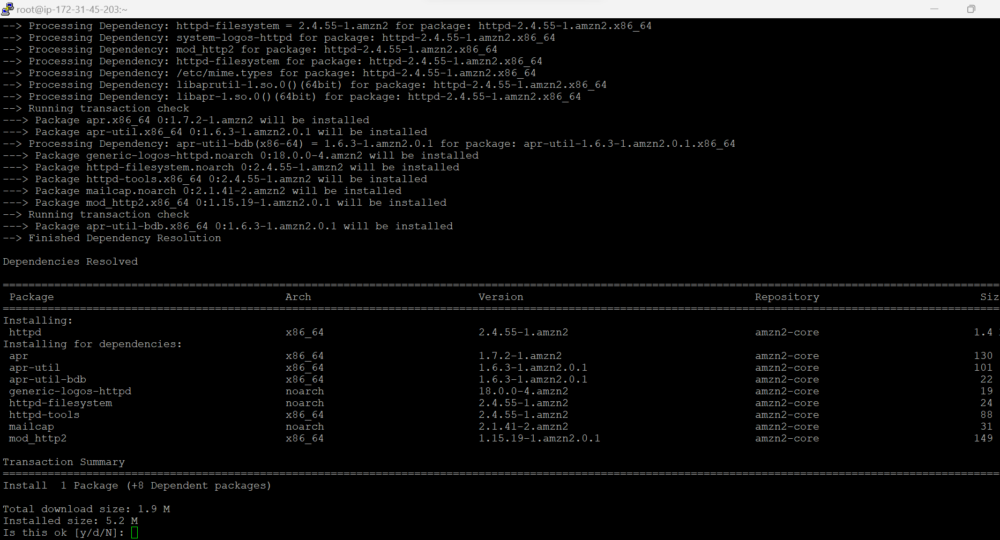 root@ip-172-31-45-203:~
--> Processing Dependency: httpd-filesystem = 2.4.55-1.amzn2 for package: httpd-2.4.55-1.amzn2.x86_64
--> Processing Dependency: system-logos-httpd for package: httpd-2.4.55-1.amzn2.x86_64
--> Processing Dependency: mod_http2 for package: httpd-2.4.55-1.amzn2.x86_64
--> Processing Dependency: httpd-filesystem for package: httpd-2.4.55-1.amzn2.x86_64
--> Processing Dependency: /etc/mime.types for package: httpd-2.4.55-1.amzn2.x86_64
--> Processing Dependency: libaprutil-1.so.0()(64bit) for package: httpd-2.4.55-1.amzn2.x86_64
--> Processing Dependency: libapr-1.so.0()(64bit) for package: httpd-2.4.55-1.amzn2.x86_64
--> Running transaction check
---> Package apr.x86_64 0:1.7.2-1.amzn2 will be installed
---> Package apr-util.x86_64 0:1.6.3-1.amzn2.0.1 will be installed
--> Processing Dependency: apr-util-bdb(x86-64) = 1.6.3-1.amzn2.0.1 for package: apr-util-1.6.3-1.amzn2.0.1.x86_64
---> Package generic-logos-httpd.noarch 0:18.0.0-4.amzn2 will be installed
---> Package httpd-filesystem.noarch 0:2.4.55-1.amzn2 will be installed
---> Package httpd-tools.x86_64 0:2.4.55-1.amzn2 will be installed
---> Package mailcap.noarch 0:2.1.41-2.amzn2 will be installed
---> Package mod_http2.x86_64 0:1.15.19-1.amzn2.0.1 will be installed
--> Running transaction check
---> Package apr-util-bdb.x86_64 0:1.6.3-1.amzn2.0.1 will be installed
--> Finished Dependency Resolution
Dependencies Resolved
Package Arch Version Repository Siz
Installing:
httpd x86_64 2.4.55-1.amzn2 amzn2-core 1.4
Installing for dependencies:
apr x86_64 1.7.2-1.amzn2 amzn2-core 130
apr-util x86_64 1.6.3-1.amzn2.0.1 amzn2-core 101
apr-util-bdb x86_64 1.6.3-1.amzn2.0.1 amzn2-core 22
generic-logos-httpd noarch 18.0.0-4.amzn2 amzn2-core 19
httpd-filesystem noarch 2.4.55-1.amzn2 amzn2-core 24
httpd-tools x86_64 2.4.55-1.amzn2 amzn2-core 88
mailcap noarch 2.1.41-2.amzn2 amzn2-core 31
mod_http2 x86_64 1.15.19-1.amzn2.0.1 amzn2-core 149
Transaction Summary
Install 1 Package (+8 Dependent packages)
Total download size: 1.9 M
Installed size: 5.2 M
Is this ok [y/d/N]: